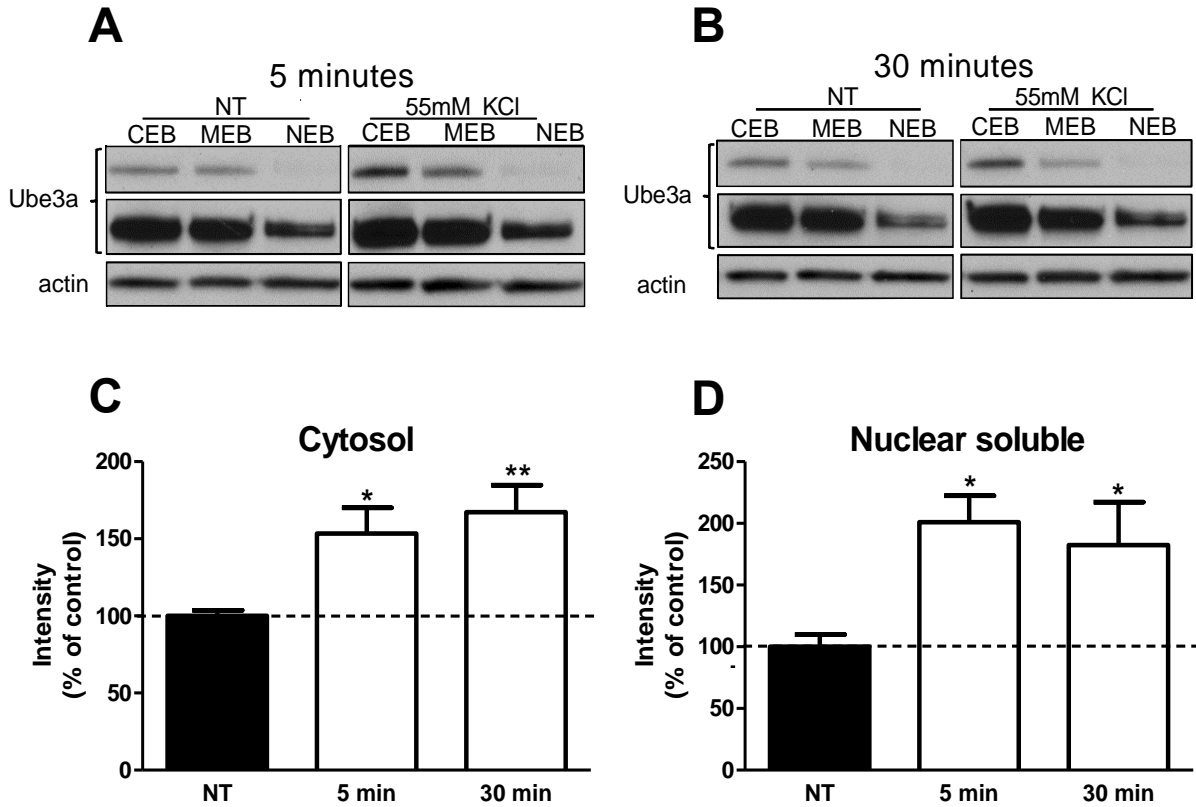 A
5 minutes
NT
55mM KCl
CEB MEB NEB
CEB MEB NEB
Ube3a
actin
B
30 minutes
NT
55mM KCl
CEB MEB NEB
CEB MEB NEB
Ube3a
actin
C
Cytosol
200
150
100
50
0
Intensity
(% of control)
*
**
NT 5 min 30 min
D
Nuclear soluble
250
200
150
100
50
0
Intensity
(% of control)
*
*
NT 5 min 30 min